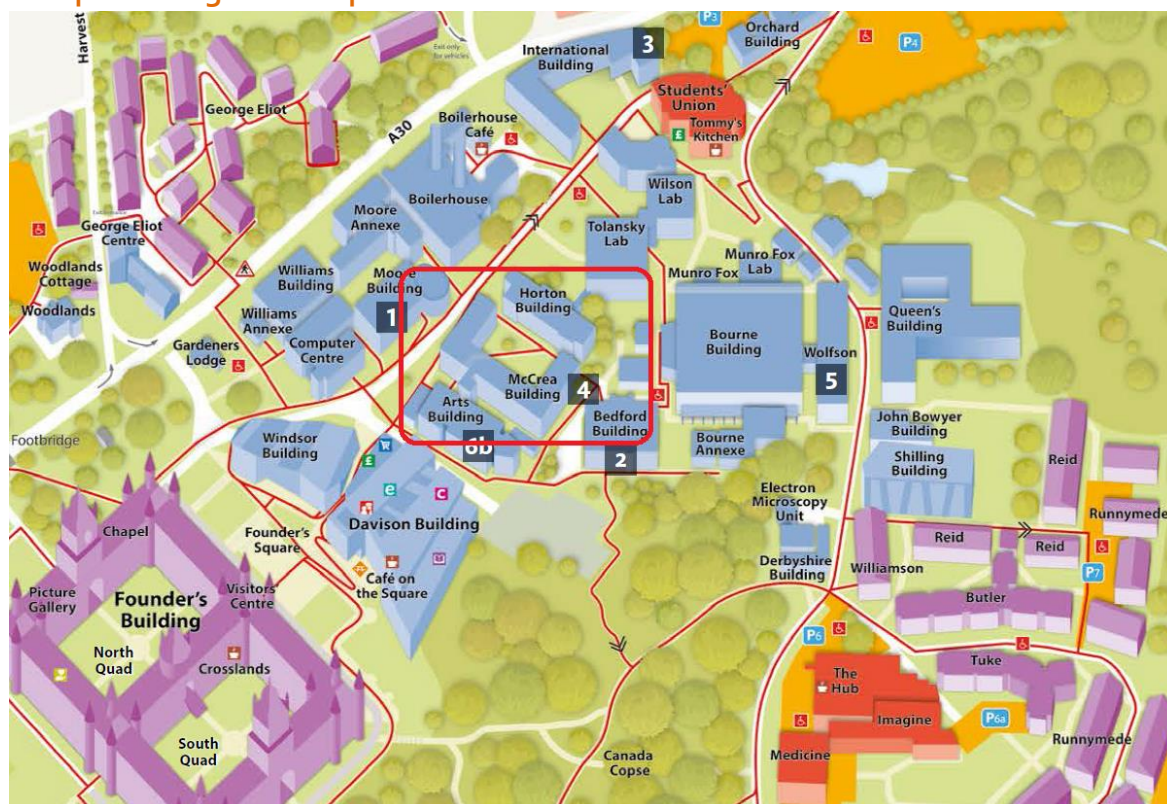 Harvest
P3
3
Orchard
Building
P4
International
Building
Exit only
for vehicles
George Eliot
A30
Students'
Union
Boilerhouse
Café
£
Tommy's
Kitchen
Wilson
Lab
Boilerhouse
Moore
Annexe
George Eliot
Centre
Tolansky
Lab
Munro Fox
Lab
Woodlands
Cottage
Williams
Building
Moore
Building
Munro Fox
Horton
Building
Queen's
Building
Woodlands
Williams
Annexe
1
Bourne
Building
Gardeners
Lodge
Computer
Centre
Wolfson
5
McCrea
Building
4
Arts
Building
Bedford
Building
John Bowyer
Building
Footbridge
Windsor
Building
6b
2
Bourne
Annexe
Shilling
Building
Reid
£
e
c
Electron
Microscopy
Unit
Runnymede
Chapel
Davison Building
Founder's
Square
Reid
Reid
Derbyshire
Building
Williamson
P7
Picture
Gallery
Visitors'
Centre
Café on
the Square
Founder's
Building
Butler
P6
North
Quad
Crosslands
Tuke
The
Hub
Imagine
P6a
South
Quad
Canada
Copse
Medicine
Runnymede